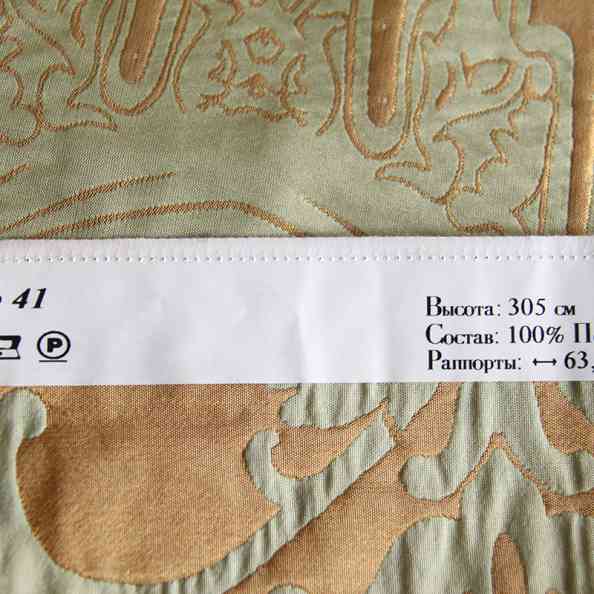 41
Высота: 305 см
Состав: 100%
P Раппорты: ↔ 63,